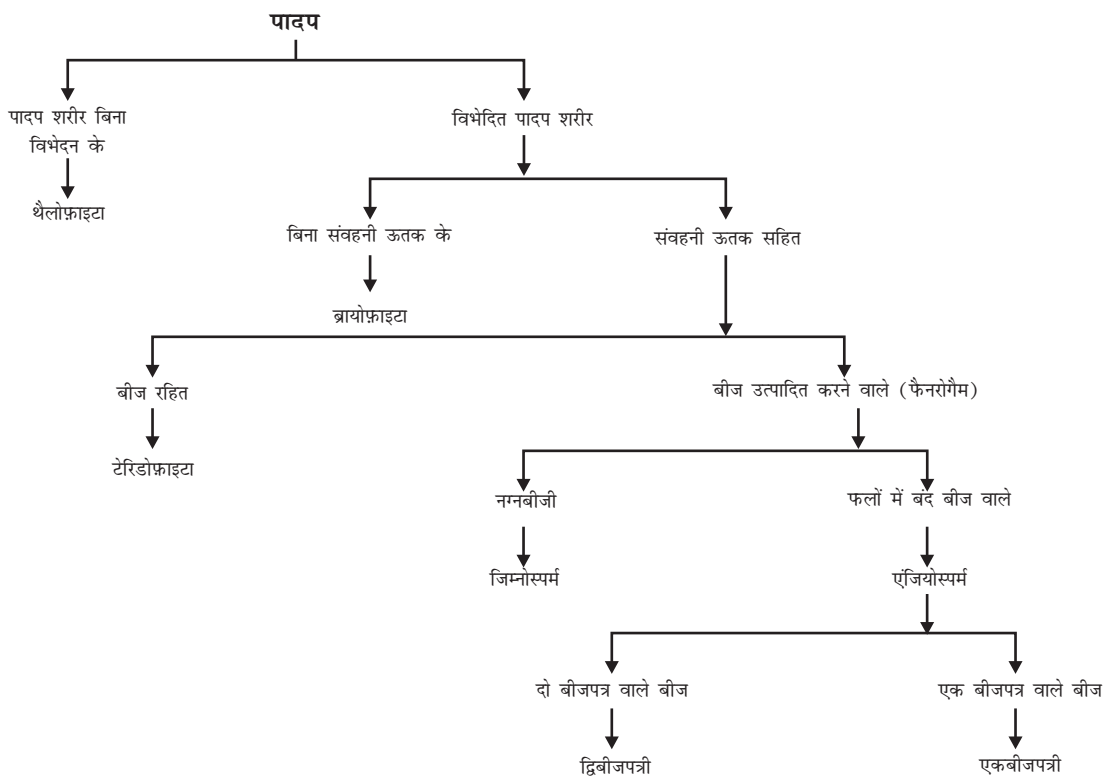 पादप
पादप शरीर बिना
विभेदन के
विभेदित पादप शरीर
थैलोफ़ाइटा
बिना संवहनी ऊतक के
संवहनी ऊतक सहित
ब्रायोफ़ाइटा
बीज रहित
बीज उत्पादित करने वाले (फैनरोगैम)
टेरिडोफ़ाइटा
नग्नबीजी
फलों में बंद बीज वाले
जिम्नोस्पर्म
एंजियोस्पर्म
दो बीजपत्र वाले बीज
एक बीजपत्र वाले बीज
द्विबीजपत्री
एकबीजपत्री